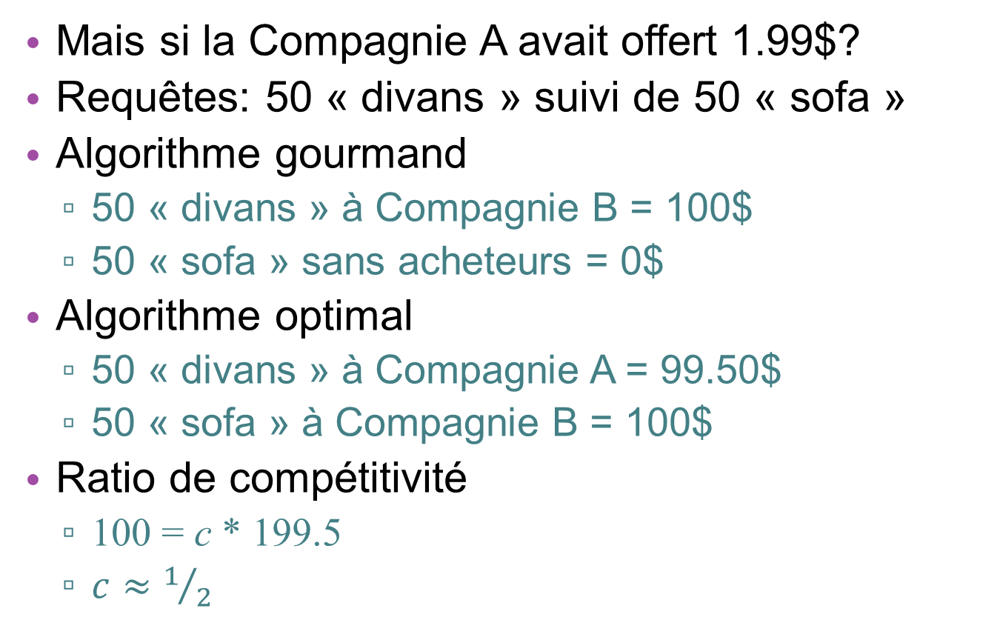 • Mais si la Compagnie A avait offert 1.99$?
• Requêtes: 50 « divans » suivi de 50 « sofa »
• Algorithme gourmand
▫ 50 « divans » à Compagnie B = 100$
▫ 50 « sofa » sans acheteurs = 0$
• Algorithme optimal
▫ 50 « divans » à Compagnie A = 99.50$
▫ 50 « sofa » à Compagnie B = 100$
• Ratio de compétitivité
▫ 100 = c * 199.5
▫ c ≈ 1/2